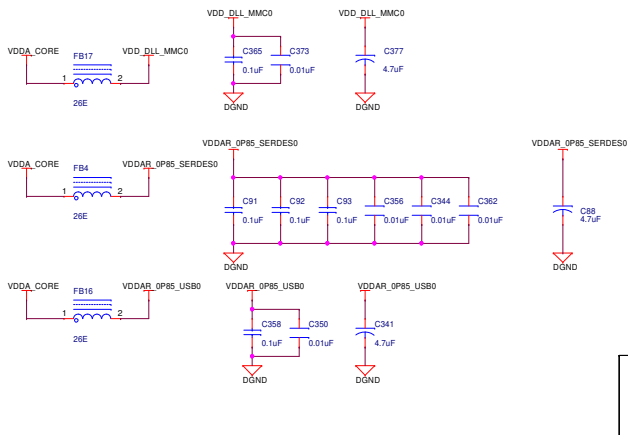 VDD_DLL_MMC0 VDD_DLL_MMC0
VDDA_CORE FB17 VDD_DLL_MMC0
C365 C373 C377
1 2
0.1uF 0.01uF 4.7uF
26E
DGND DGND
VDDAR_0P85_SERDES0 VDDAR_0P85_SERDES0
VDDA_CORE FB4 VDDAR_0P85_SERDES0
1 2
C91 C92 C93 C356 C344 C362 C88
0.1uF 0.1uF 0.1uF 0.01uF 0.01uF 0.01uF 4.7uF
26E
DGND DGND
VDDA_CORE FB16 VDDAR_0P85_USB0 VDDAR_0P85_USB0 VDDAR_0P85_USB0
1 2
C358 C350 C341
0.1uF 0.01uF 4.7uF
26E
DGND DGND